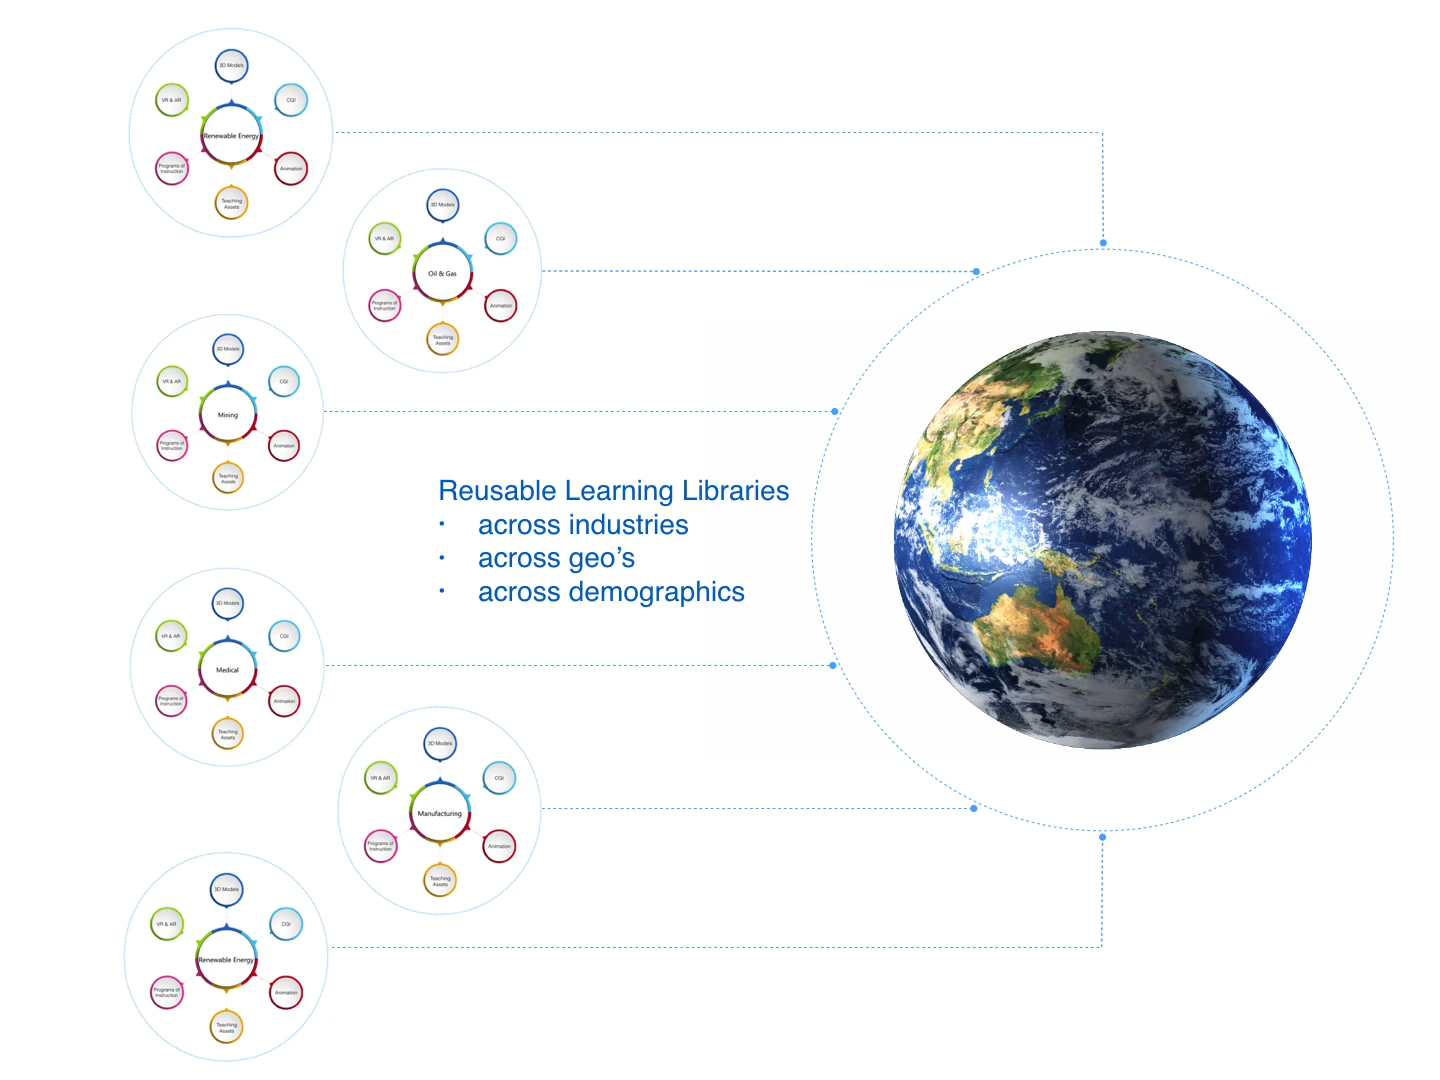 3D Models
VR & AR
CGI
Renewable Energy
Programs of
Instruction
Animation
Teaching
Assets
3D Models
VR & AR
CGI
Oil & Gas
Programs of
Instruction
Animation
Teaching
Assets
3D Models
VR & AR
CGI
Mining
Programs of
Instruction
Animation
Teaching
Assets
Reusable Learning Libraries
• across industries
• across geo’s
• across demographics
3D Models
VR & AR
CGI
Medical
Programs of
Instruction
Animation
Teaching
Assets
3D Models
VR & AR
CGI
Manufacturing
Programs of
Instruction
Animation
Teaching
Assets
3D Models
VR & AR
CGI
Renewable Energy
Programs of
Instruction
Animation
Teaching
Assets